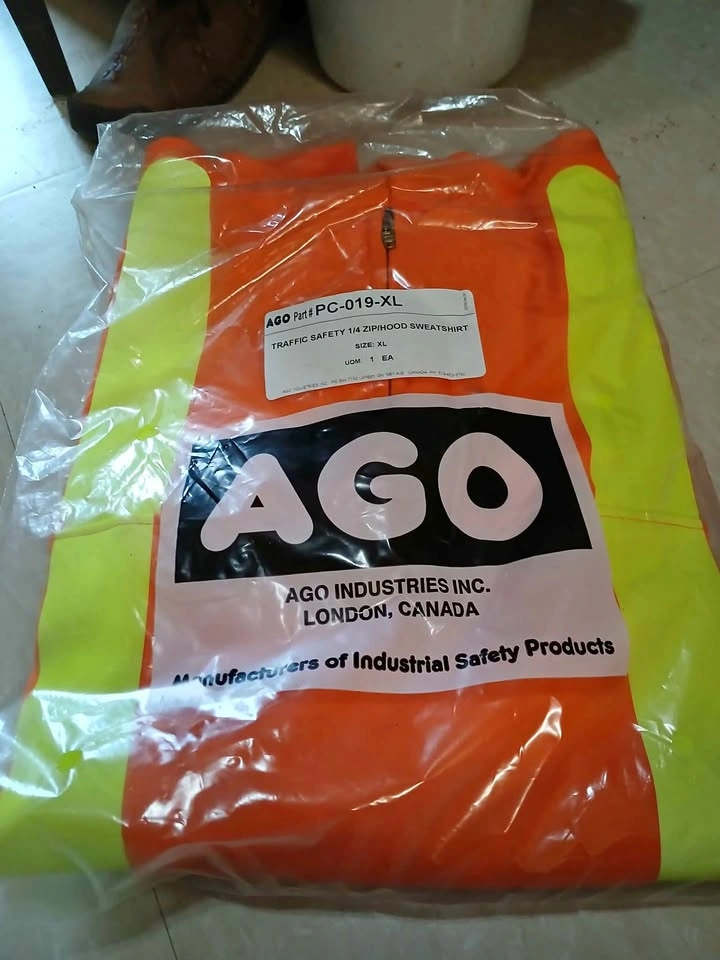 AGO Part # PC-019-XL
TRAFFIC SAFETY 1/4 ZIP/HOOD SWEATSHIRT
SIZE: XL
UOM: 1 EA
AGO
AGO INDUSTRIES INC.
LONDON, CANADA
Manufacturers of Industrial Safety Products